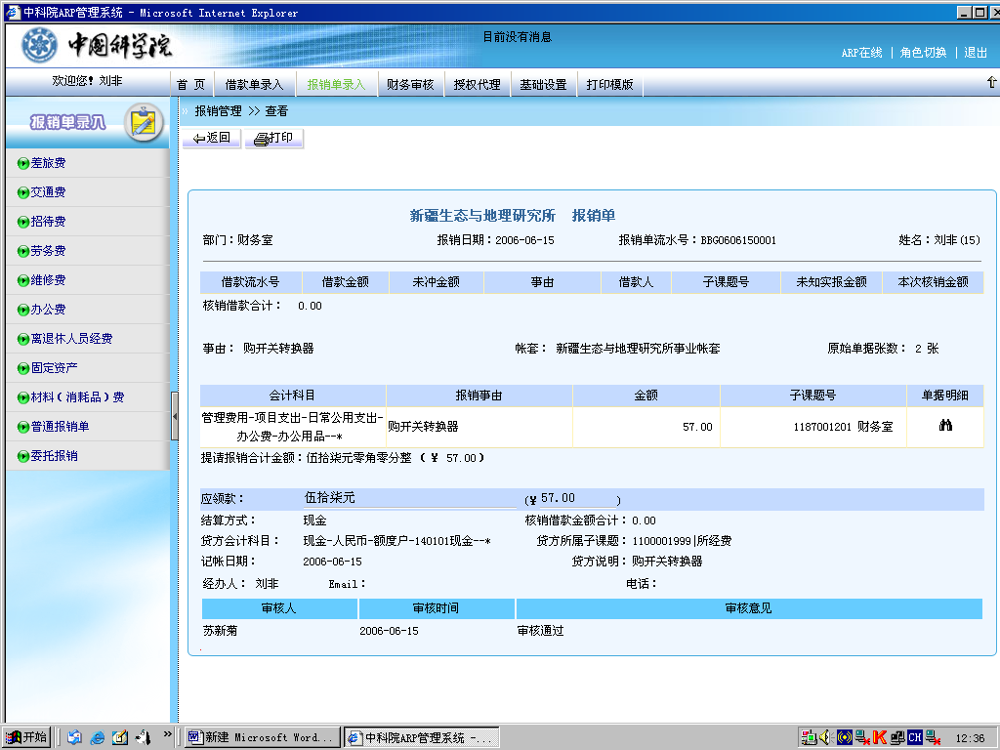 中科院ARP管理系统 - Microsoft Internet Explorer
中国科学院
目前没有消息
ARP在线 | 角色切换 | 退出
欢迎您! 刘非
首 页 借款单录入 报销单录入 财务审核 授权代理 基础设置 打印模版
报销单录入
报销管理 >> 查看
返回 打印
差旅费
交通费
招待费
劳务费
维修费
办公费
离退休人员经费
固定资产
材料(消耗品)费
普通报销单
委托报销
新疆生态与地理研究所 报销单
部门：财务室 报销日期：2006-06-15 报销单流水号：BBG0606150001 姓名：刘非(15)
借款流水号 借款金额 未冲金额 事由 借款人 子课题号 未知实报金额 本次核销金额
核销借款合计： 0.00
事由： 购开关转换器 帐套： 新疆生态与地理研究所事业帐套 原始单据张数： 2 张
会计科目 报销事由 金额 子课题号 单据明细
管理费用-项目支出-日常公用支出-
办公费-办公用品--* 购开关转换器 57.00 1187001201 财务室
提请报销合计金额：伍拾柒元零角零分整 ( ￥ 57.00)
应领款： 伍拾柒元 (￥ 57.00 )
结算方式： 现金 核销借款金额合计：0.00
贷方会计科目： 现金-人民币-额度户-140101现金--* 贷方所属子课题：1100001999|所经费
记帐日期： 2006-06-15 贷方说明：购开关转换器
经办人： 刘非 Email： 电话：
审核人 审核时间 审核意见
苏新菊 2006-06-15 审核通过
开始 » 新建 Microsoft Word... 中科院ARP管理系统 -... CH 12:36